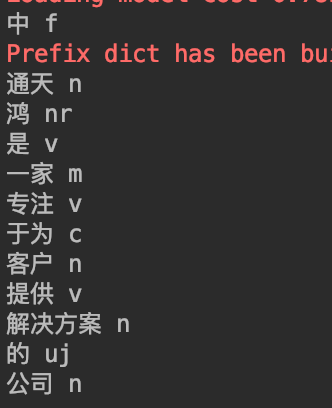 中 f
Prefix dict has been bui
通天 n
鸿 nr
是 v
一家 m
专注 v
于为 c
客户 n
提供 v
解决方案 n
的 uj
公司 n